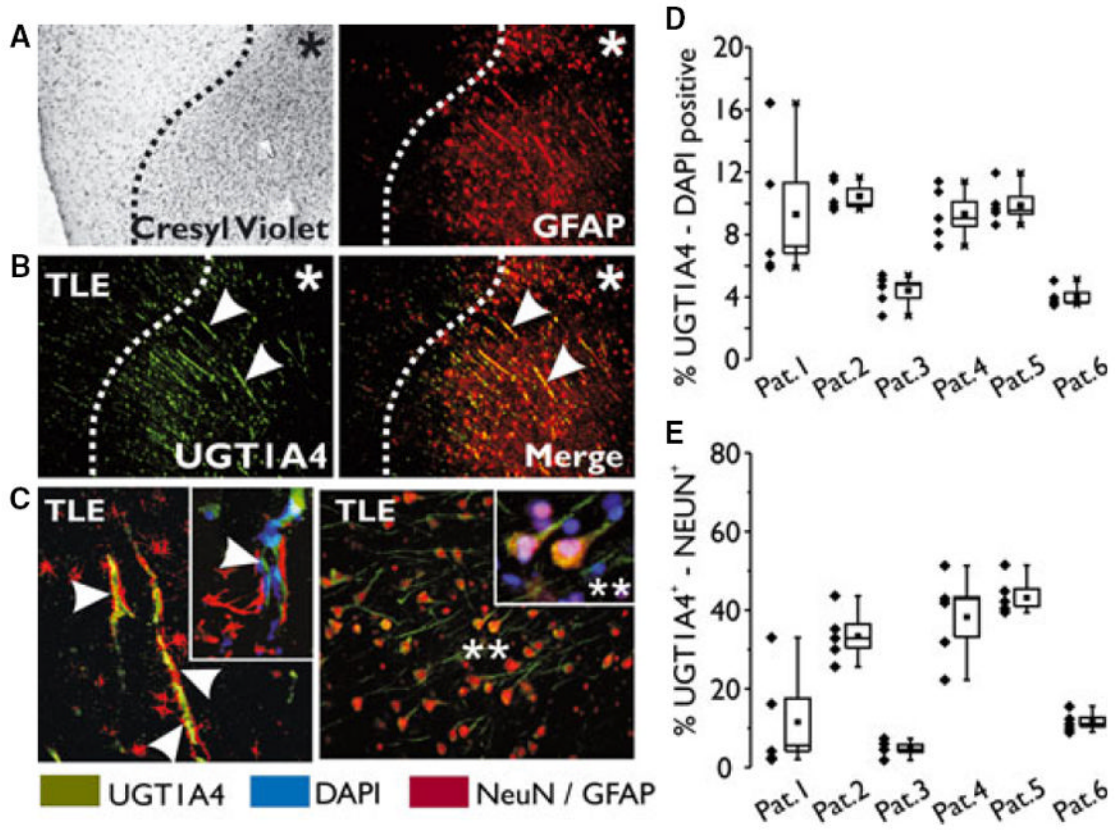 A
*
Cresyl Violet
*
GFAP
B
TLE
*
UGT1A4
*
Merge
C
TLE
TLE
**
**
UGT1A4
DAPI
NeuN / GFAP
D
% UGT1A4 - DAPI positive
20
16
12
8
4
0
Pat.1
Pat.2
Pat.3
Pat.4
Pat.5
Pat.6
E
% UGT1A4⁺ - NEUN⁺
80
60
40
20
0
Pat.1
Pat.2
Pat.3
Pat.4
Pat.5
Pat.6